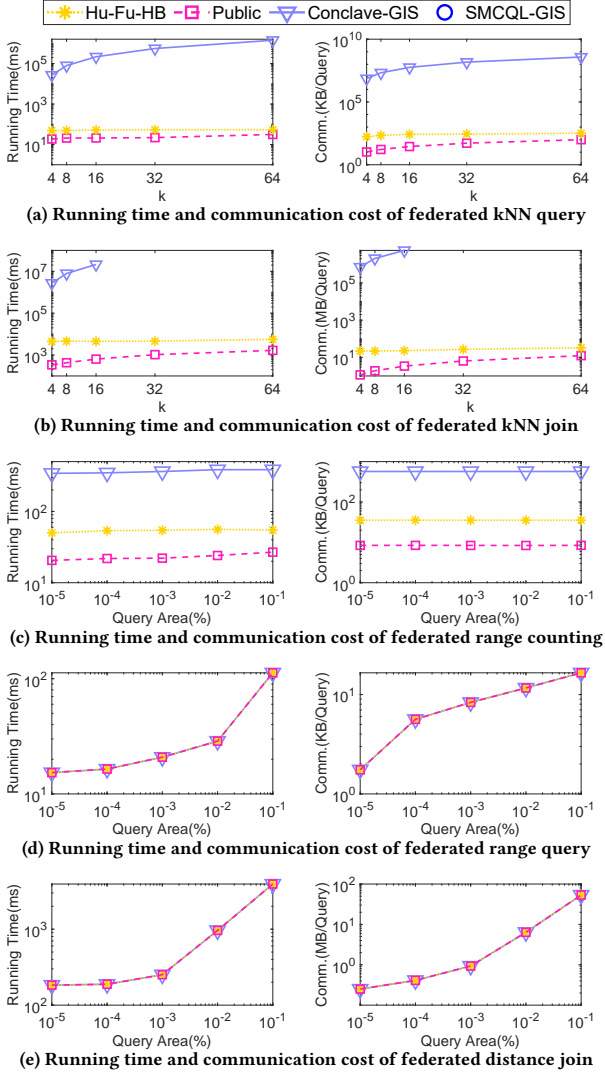 Hu-Fu-HB Public Conclave-GIS SMCQL-GIS
Running Time(ms)
10^5
10^3
10^1
4 8 16 32 64
k
Comm.(KB/Query)
10^10
10^5
10^0
4 8 16 32 64
k
(a) Running time and communication cost of federated kNN query
Running Time(ms)
10^7
10^5
10^3
4 8 16 32 64
k
Comm.(MB/Query)
10^5
10^3
10^1
4 8 16 32 64
k
(b) Running time and communication cost of federated kNN join
Running Time(ms)
10^2
10^1
10^-5 10^-4 10^-3 10^-2 10^-1
Query Area(%)
Comm.(KB/Query)
10^2
10^0
10^-5 10^-4 10^-3 10^-2 10^-1
Query Area(%)
(c) Running time and communication cost of federated range counting
Running Time(ms)
10^2
10^1
10^-5 10^-4 10^-3 10^-2 10^-1
Query Area(%)
Comm.(KB/Query)
10^1
10^0
10^-5 10^-4 10^-3 10^-2 10^-1
Query Area(%)
(d) Running time and communication cost of federated range query
Running Time(ms)
10^3
10^2
10^-5 10^-4 10^-3 10^-2 10^-1
Query Area(%)
Comm.(MB/Query)
10^2
10^0
10^-5 10^-4 10^-3 10^-2 10^-1
Query Area(%)
(e) Running time and communication cost of federated distance join